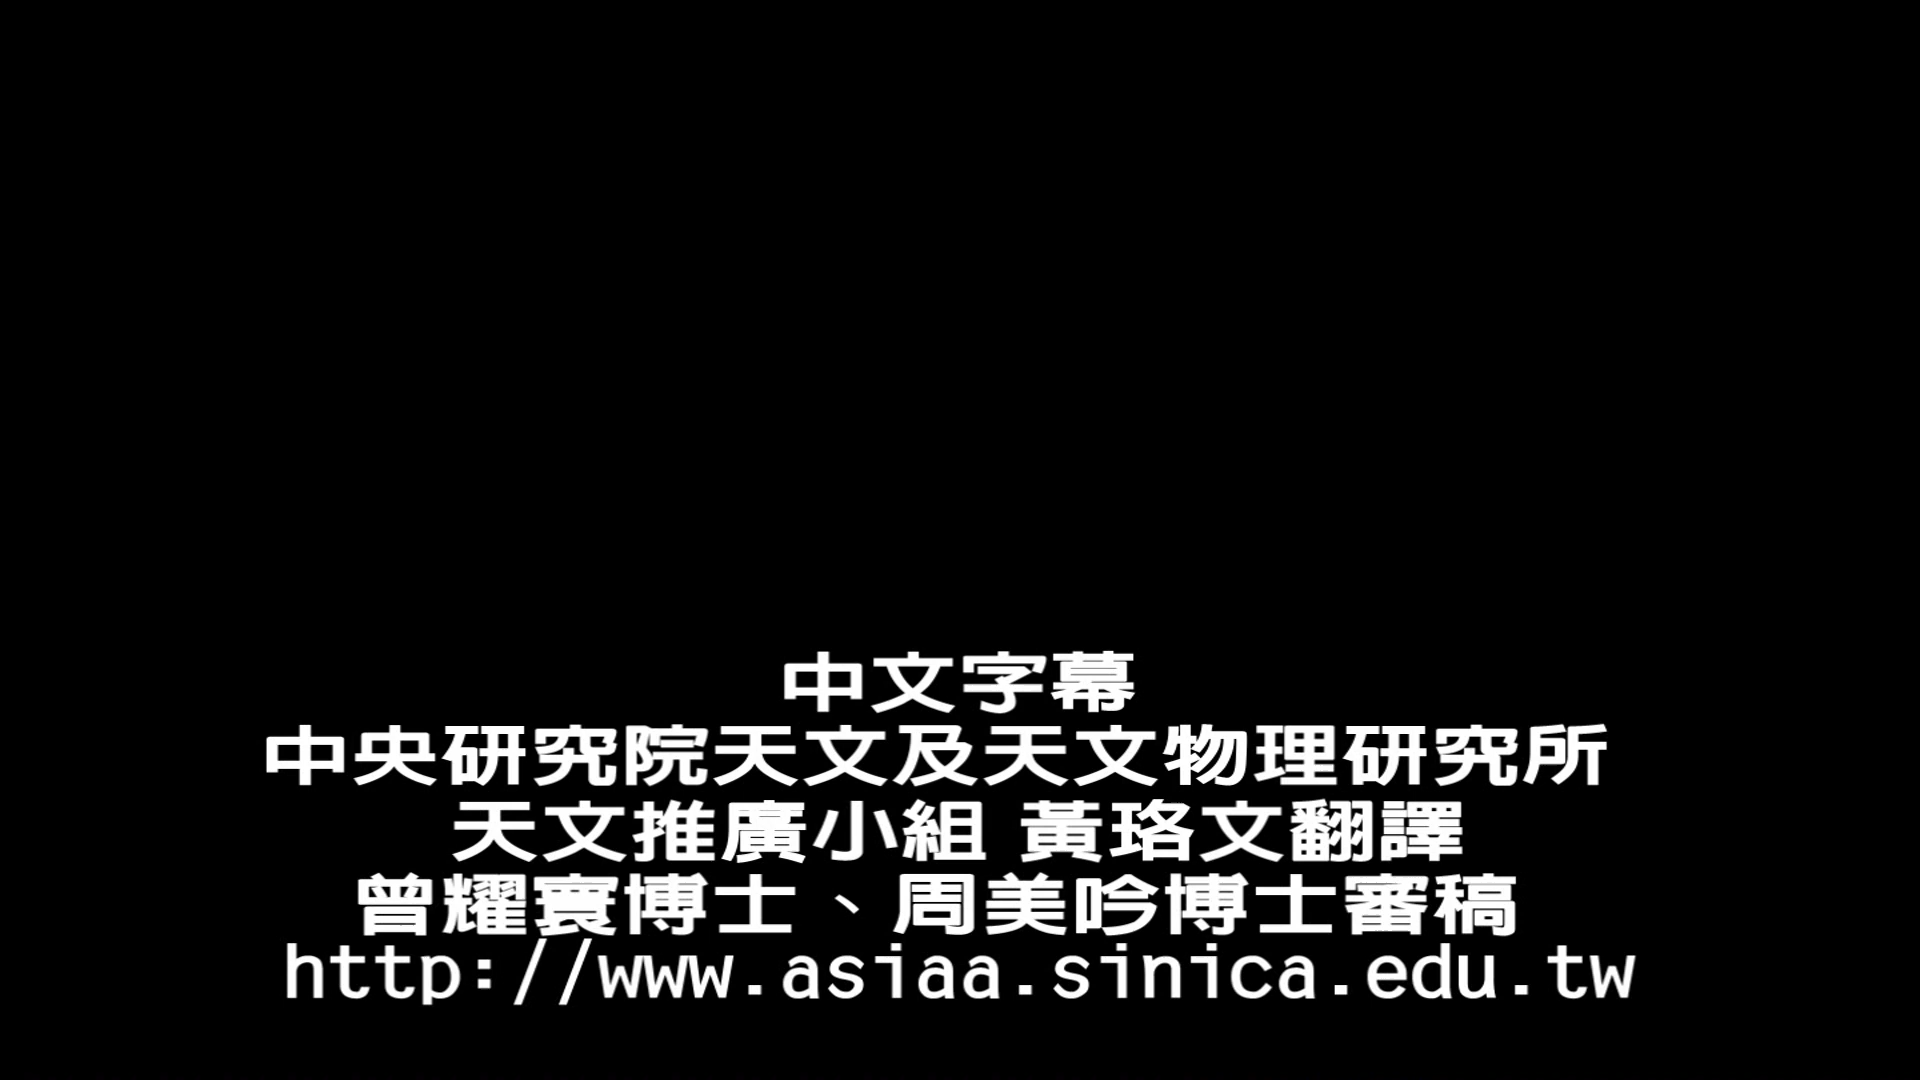 中文字幕
中央研究院天文及天文物理研究所
天文推廣小組 黃珞文翻譯
曾耀寰博士、周美吟博士審稿
http://www.asiaa.sinica.edu.tw